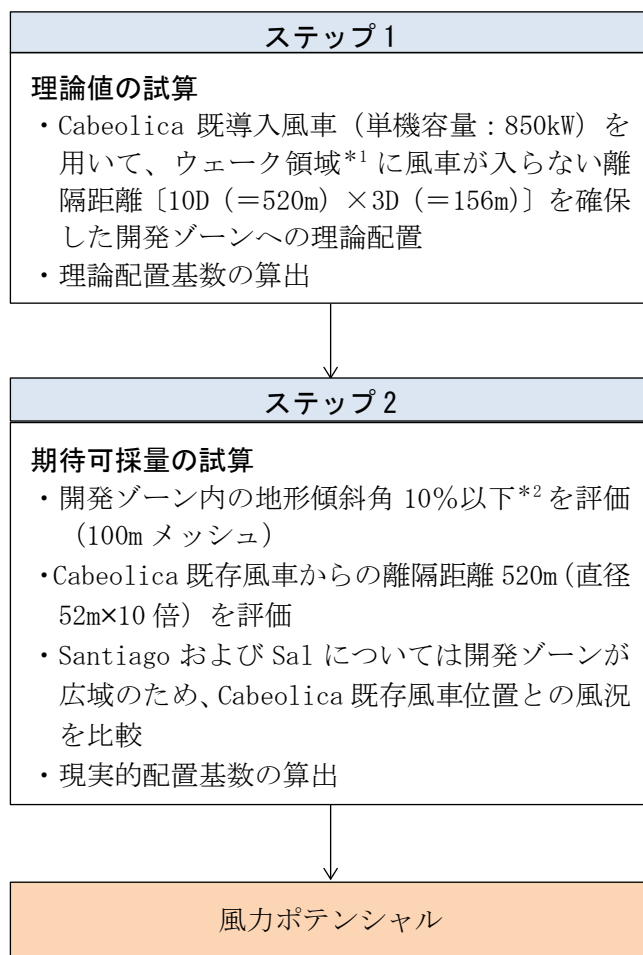 ステップ1
理論値の試算
・Cabeolica 既導入風車（単機容量：850kW）を
用いて、ウェーク領域*1 に風車が入らない離
隔距離〔10D（＝520m）×3D（＝156m）〕を確保
した開発ゾーンへの理論配置
・理論配置基数の算出
ステップ2
期待可採量の試算
・開発ゾーン内の地形傾斜角 10％以下*2 を評価
（100m メッシュ）
・Cabeolica 既存風車からの離隔距離 520m（直径
52m×10 倍）を評価
・Santiago および Sal については開発ゾーンが
広域のため、Cabeolica 既存風車位置との風況
を比較
・現実的配置基数の算出
風力ポテンシャル